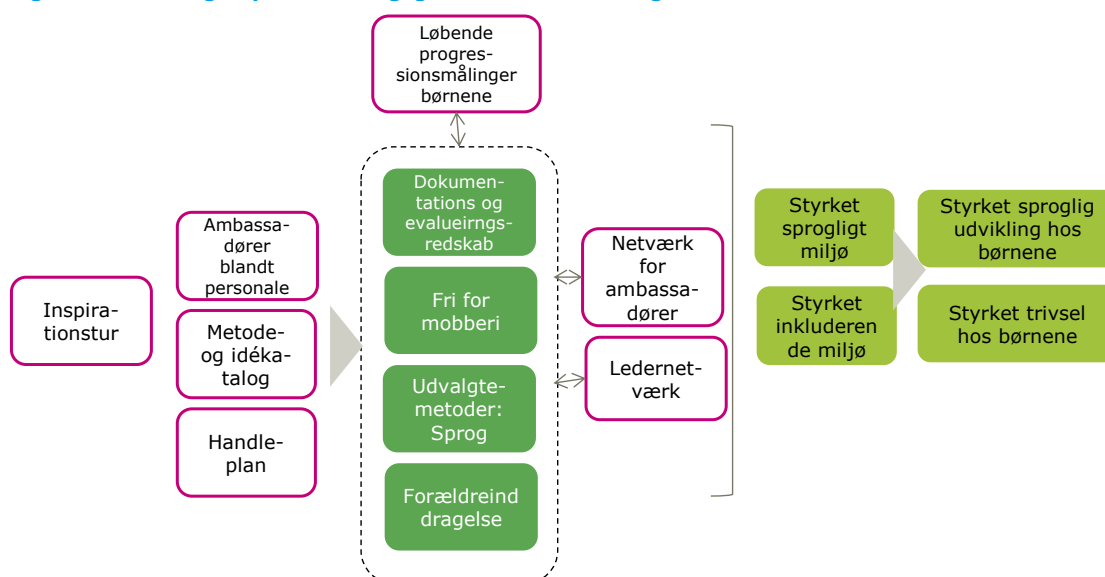 Løbende
progres-
sionsmålinger
børnene
Inspira-
tionstur
Ambassa-
dører
blandt
personale
Metode-
og idéka-
talog
Handle-
plan
Dokumen-
tations og
evalueirngs-
redskab
Fri for
mobberi
Udvalgte-
metoder:
Sprog
Forældreind
dragelse
Netværk
for
ambassa-
dører
Ledernet-
værk
Styrket
sprogligt
miljø
Styrket
inkluderen
de miljø
Styrket sproglig
udvikling hos
børnene
Styrket trivsel
hos børnene